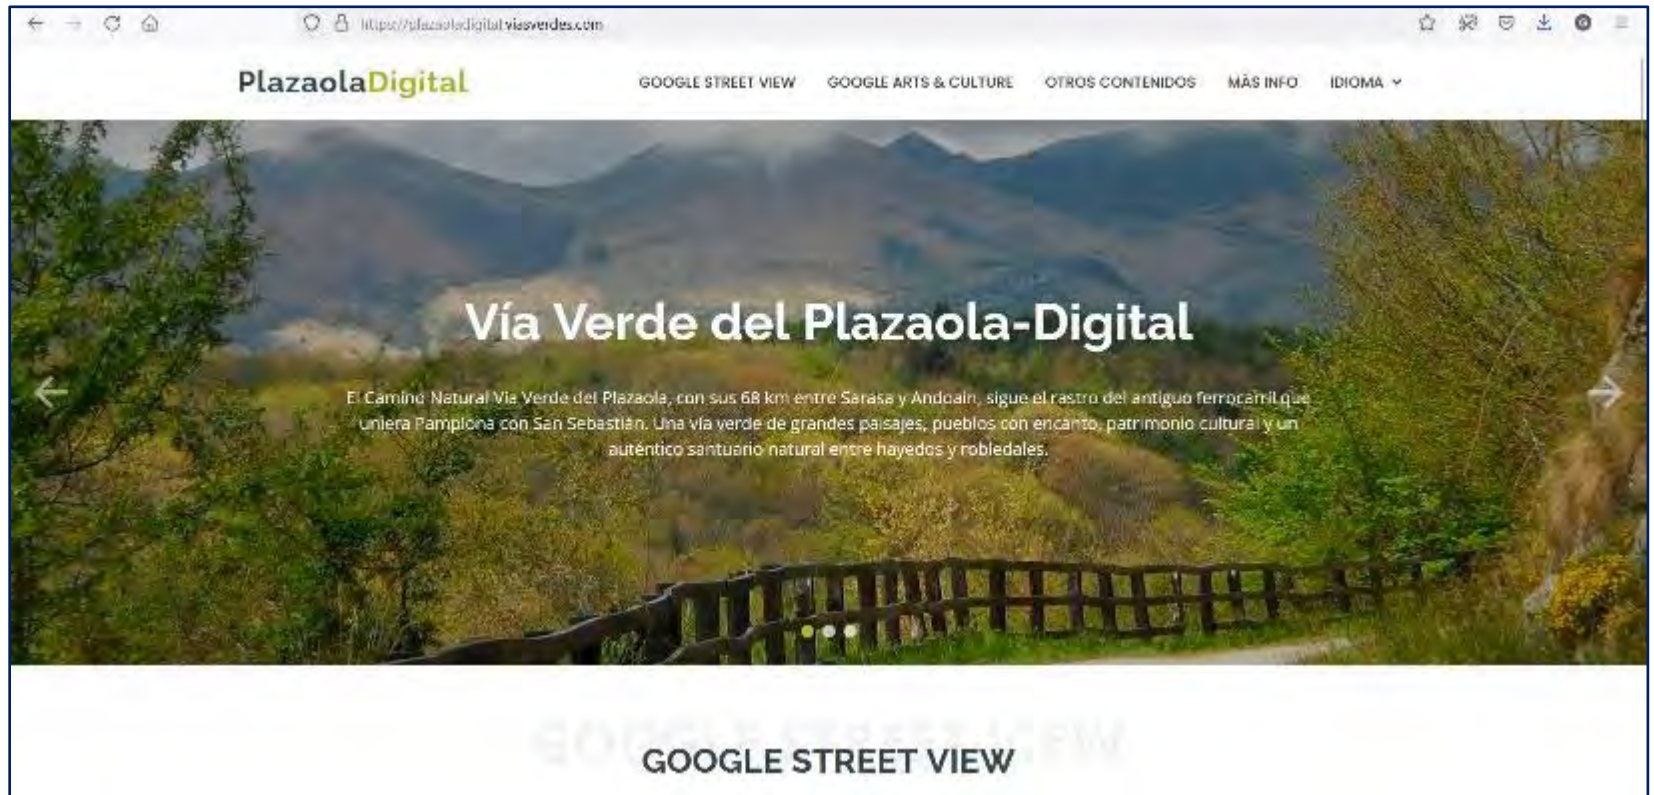 https://plazaoladigital.viasverdes.com
PlazaolaDigital
GOOGLE STREET VIEW
GOOGLE ARTS & CULTURE
OTROS CONTENIDOS
MÁS INFO
IDIOMA
Vía Verde del Plazaola-Digital
El Camino Natural Vía Verde del Plazaola, con sus 68 km entre Sarasa y Andoain, sigue el rastro del antiguo ferrocarril que
uniera Pamplona con San Sebastián. Una vía verde de grandes paisajes, pueblos con encanto, patrimonio cultural y un
auténtico santuario natural entre hayedos y robledales.
GOOGLE STREET VIEW